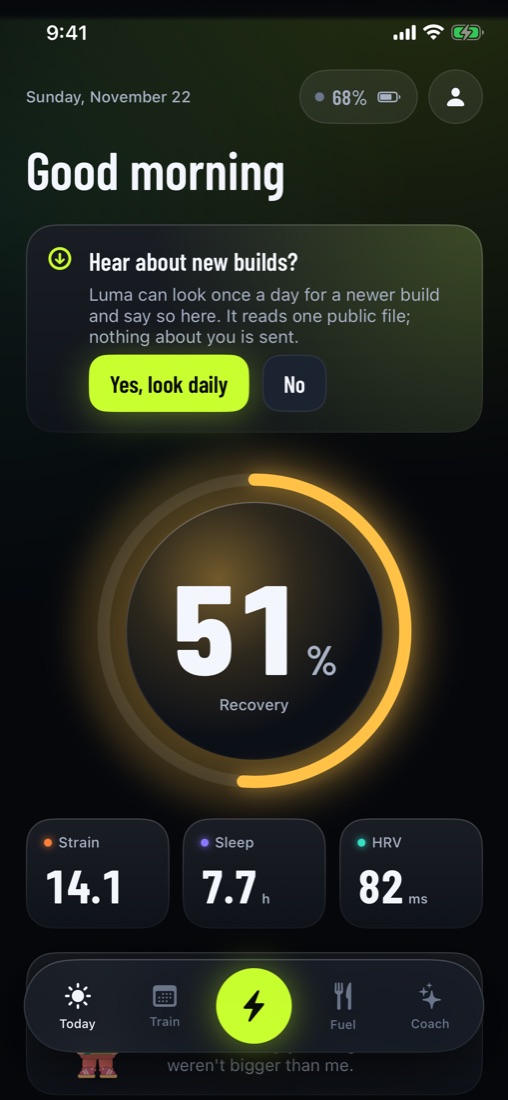 9:41
Sunday, November 22
68%
Good morning
Hear about new builds?
Luma can look once a day for a newer build
and say so here. It reads one public file;
nothing about you is sent.
Yes, look daily
No
51 %
Recovery
Strain
14.1
Sleep
7.7 h
HRV
82 ms
Today
Train
Fuel
Coach
weren't bigger than me.